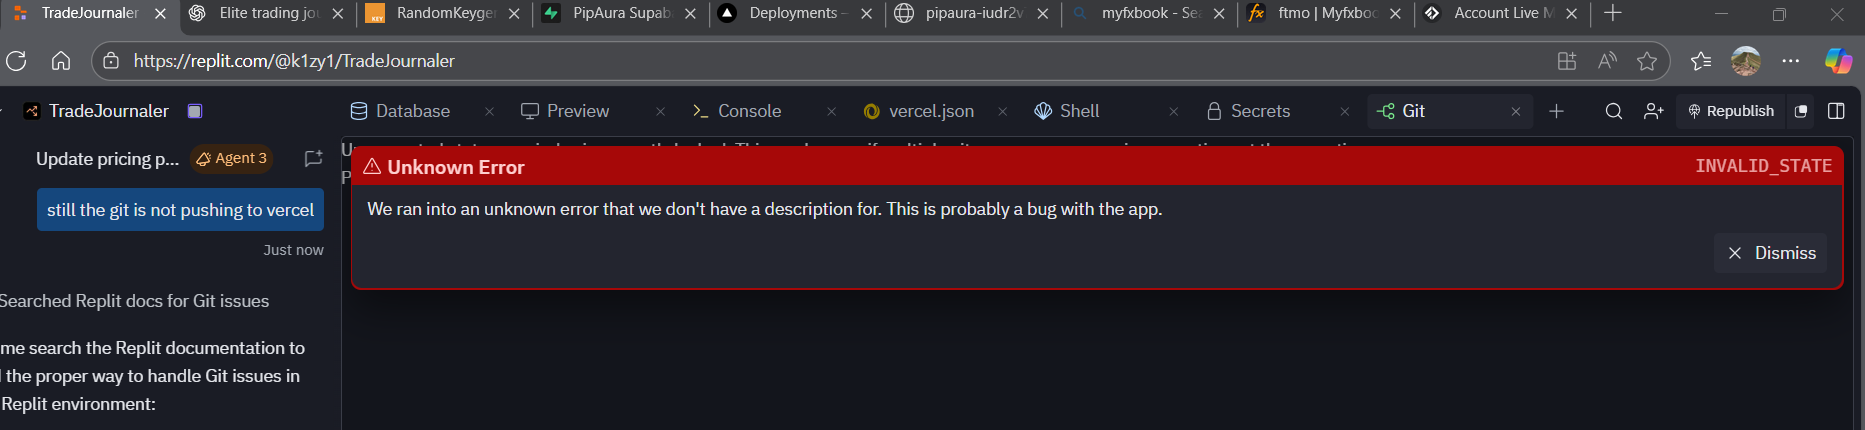 TradeJournaler
Elite trading jou
KEY
RandomKeygen
PipAura Supab
Deployments –
pipaura-iudr2v
myfxbook - Sea
fx
ftmo | Myfxboo
Account Live M
https://replit.com/@k1zy1/TradeJournaler
TradeJournaler
Database
Preview
Console
vercel.json
Shell
Secrets
Git
Republish
Update pricing p...
Agent 3
still the git is not pushing to vercel
Just now
Searched Replit docs for Git issues
me search the Replit documentation to
the proper way to handle Git issues in
Replit environment:
Unknown Error
INVALID_STATE
We ran into an unknown error that we don't have a description for. This is probably a bug with the app.
Dismiss